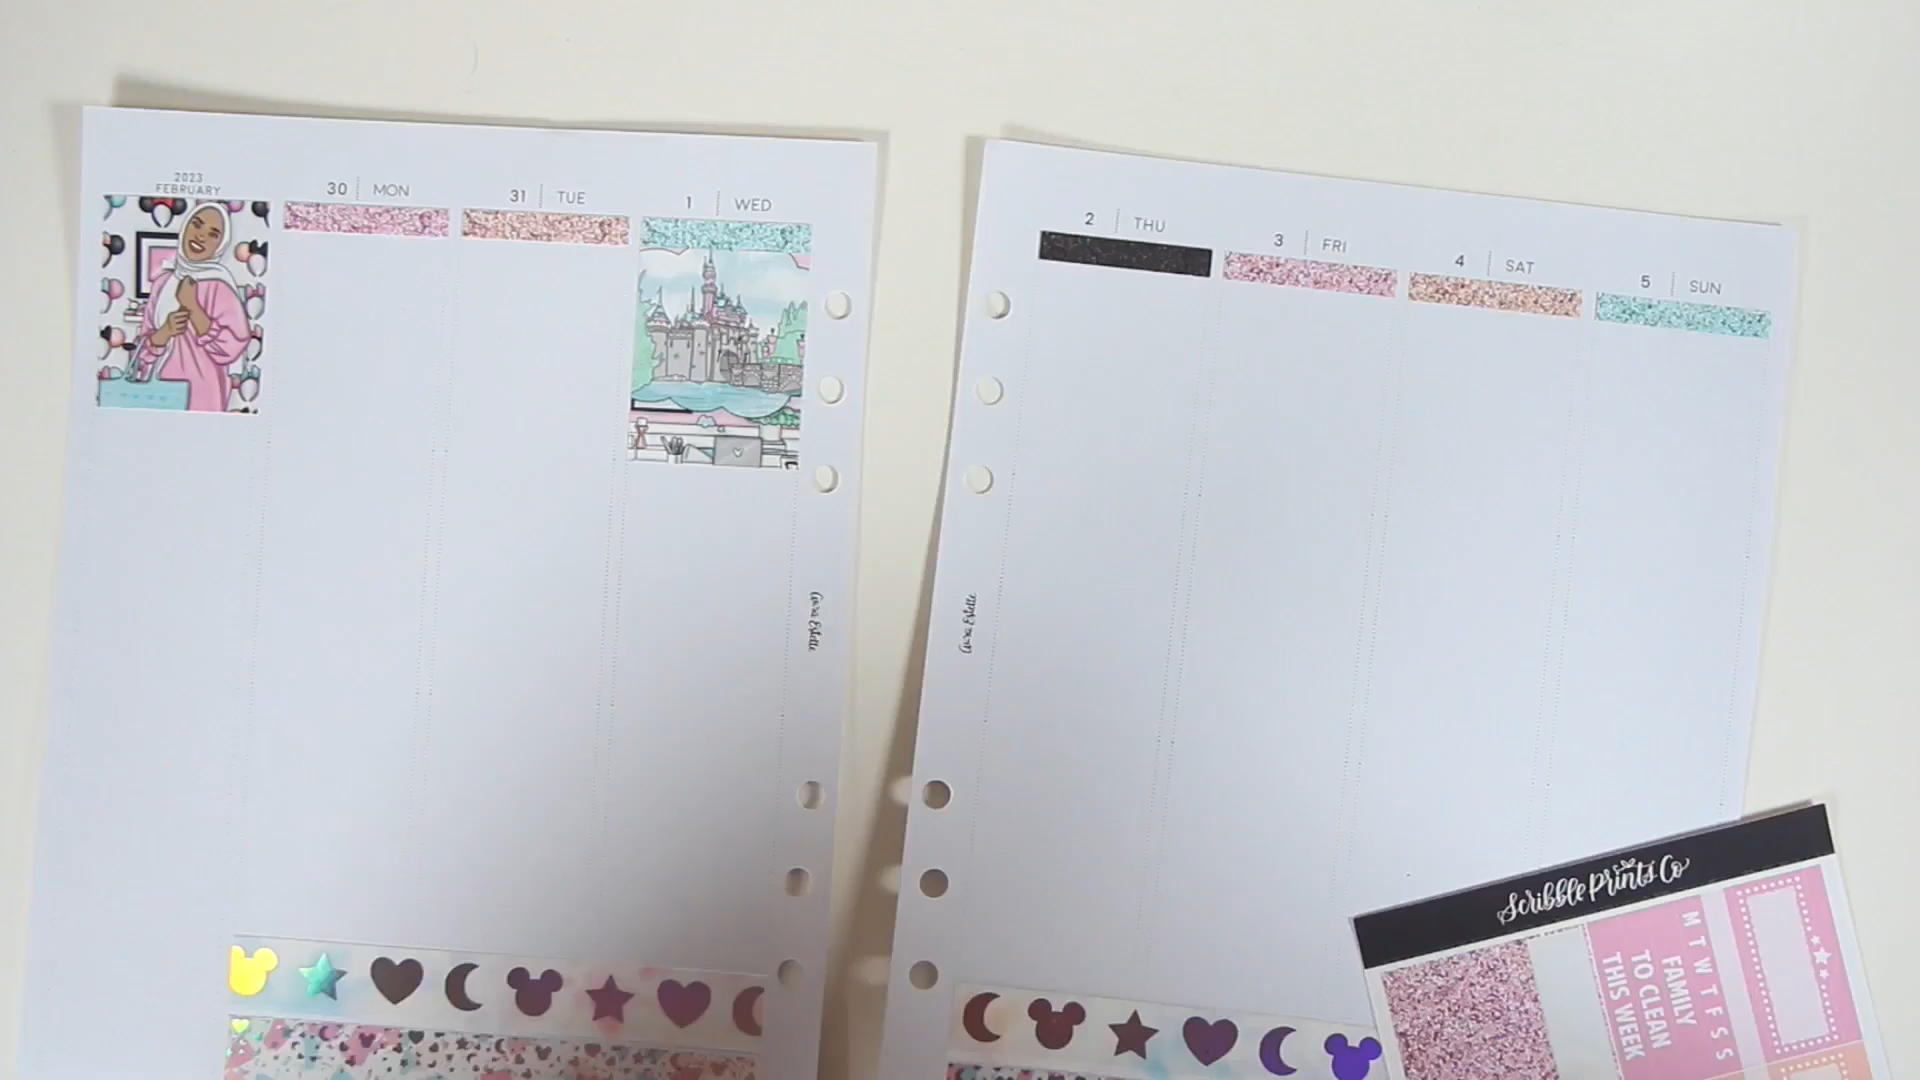 2023
FEBRUARY
30 MON
31 TUE
1 WED
2 THU
3 FRI
4 SAT
5 SUN
Scribble Prints Co
M T W T F S S
FAMILY
TO CLEAN
THIS WEEK